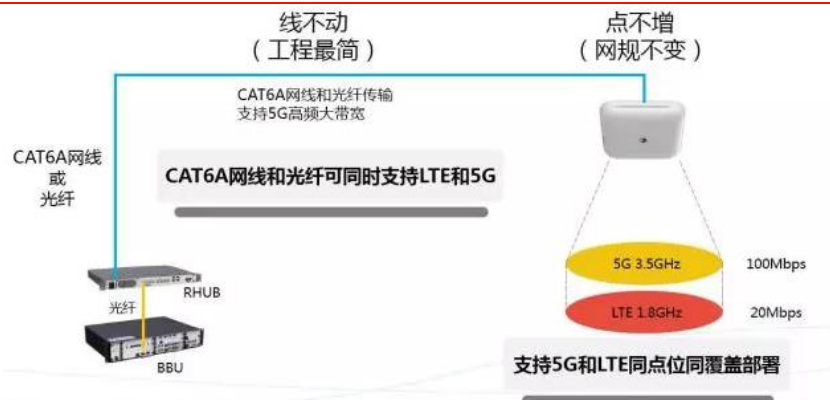 线不动
（工程最简）
点不增
（网规不变）
CAT6A网线和光纤传输
支持5G高频大带宽
CAT6A网线
或
光纤
CAT6A网线和光纤可同时支持LTE和5G
5G 3.5GHz
100Mbps
RHUB
光纤
LTE 1.8GHz
20Mbps
BBU
支持5G和LTE同点位同覆盖部署